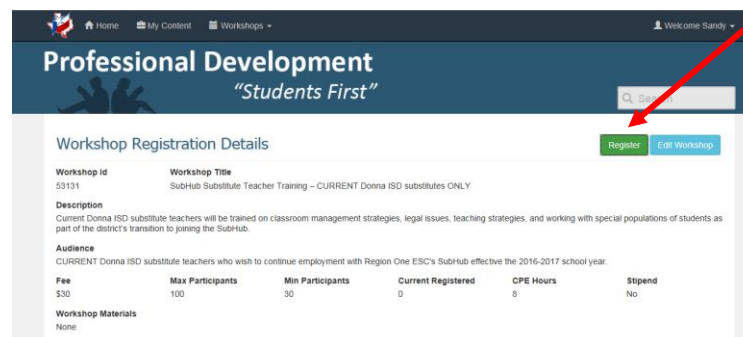 Home My Content Workshops Welcome Sandy
Professional Development
"Students First"
Search
Workshop Registration Details
Register Edit Workshop
Workshop Id Workshop Title
53131 SubHub Substitute Teacher Training – CURRENT Donna ISD substitutes ONLY
Description
Current Donna ISD substitute teachers will be trained on classroom management strategies, legal issues, teaching strategies, and working with special populations of students as
part of the district's transition to joining the SubHub.
Audience
CURRENT Donna ISD substitute teachers who wish to continue employment with Region One ESC's SubHub effective the 2016-2017 school year.
Fee Max Participants Min Participants Current Registered CPE Hours Stipend
$30 100 30 0 8 No
Workshop Materials
None